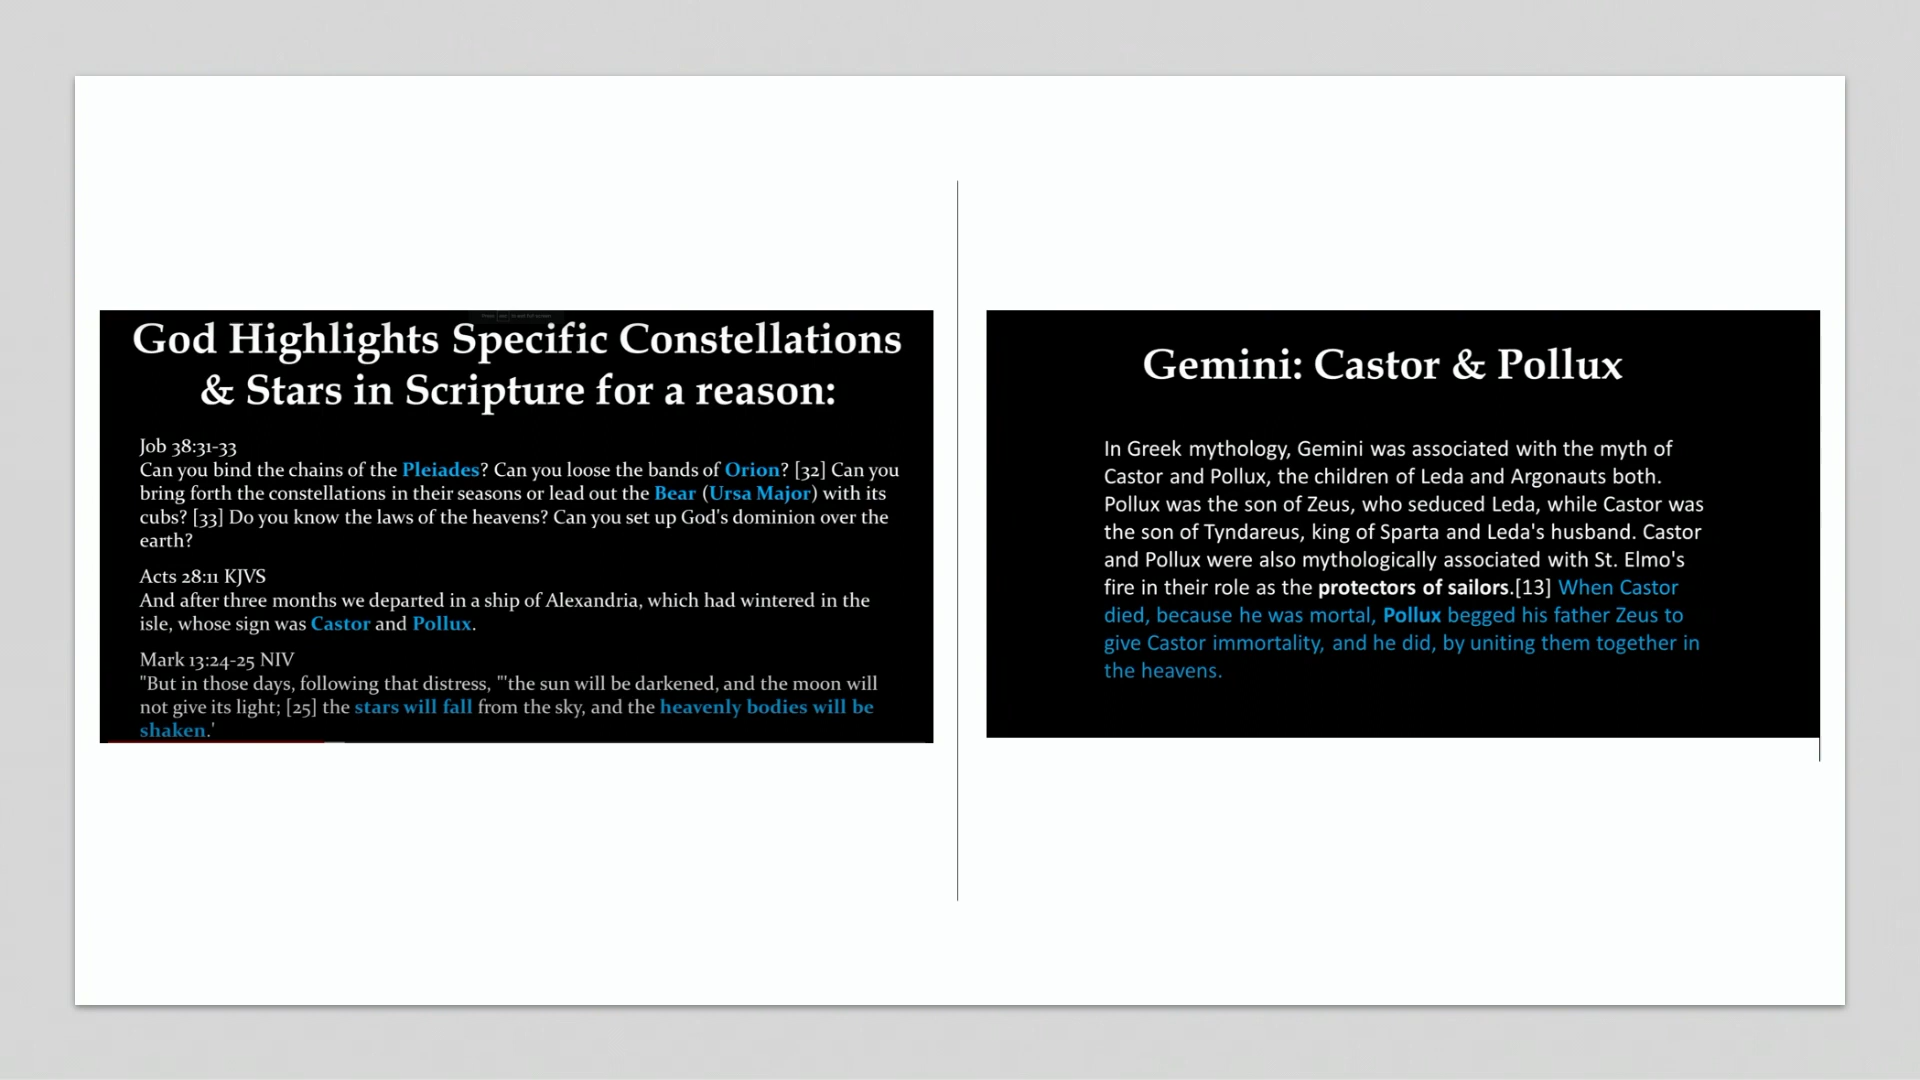 God Highlights Specific Constellations
& Stars in Scripture for a reason:
Job 38:31-33
Can you bind the chains of the Pleiades? Can you loose the bands of Orion? [32] Can you
bring forth the constellations in their seasons or lead out the Bear (Ursa Major) with its
cubs? [33] Do you know the laws of the heavens? Can you set up God's dominion over the
earth?
Acts 28:11 KJVS
And after three months we departed in a ship of Alexandria, which had wintered in the
isle, whose sign was Castor and Pollux.
Mark 13:24-25 NIV
"But in those days, following that distress, "'the sun will be darkened, and the moon will
not give its light; [25] the stars will fall from the sky, and the heavenly bodies will be
shaken.'
Gemini: Castor & Pollux
In Greek mythology, Gemini was associated with the myth of
Castor and Pollux, the children of Leda and Argonauts both.
Pollux was the son of Zeus, who seduced Leda, while Castor was
the son of Tyndareus, king of Sparta and Leda's husband. Castor
and Pollux were also mythologically associated with St. Elmo's
fire in their role as the protectors of sailors.[13] When Castor
died, because he was mortal, Pollux begged his father Zeus to
give Castor immortality, and he did, by uniting them together in
the heavens.